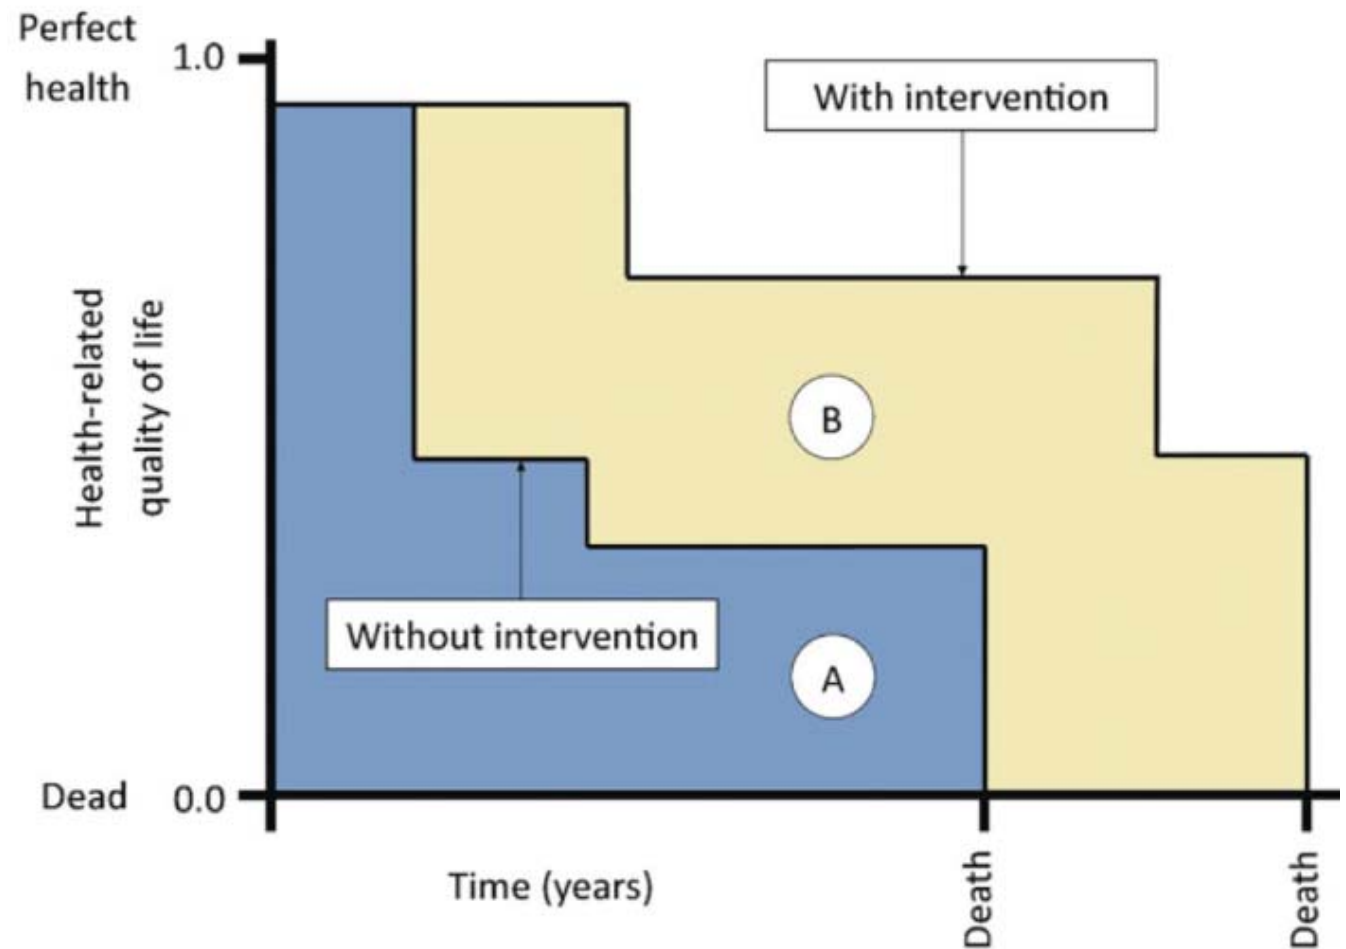 Perfect
health
1.0
With intervention
Health-related
quality of life
B
Without intervention
A
Dead
0.0
Time (years)
Death
Death